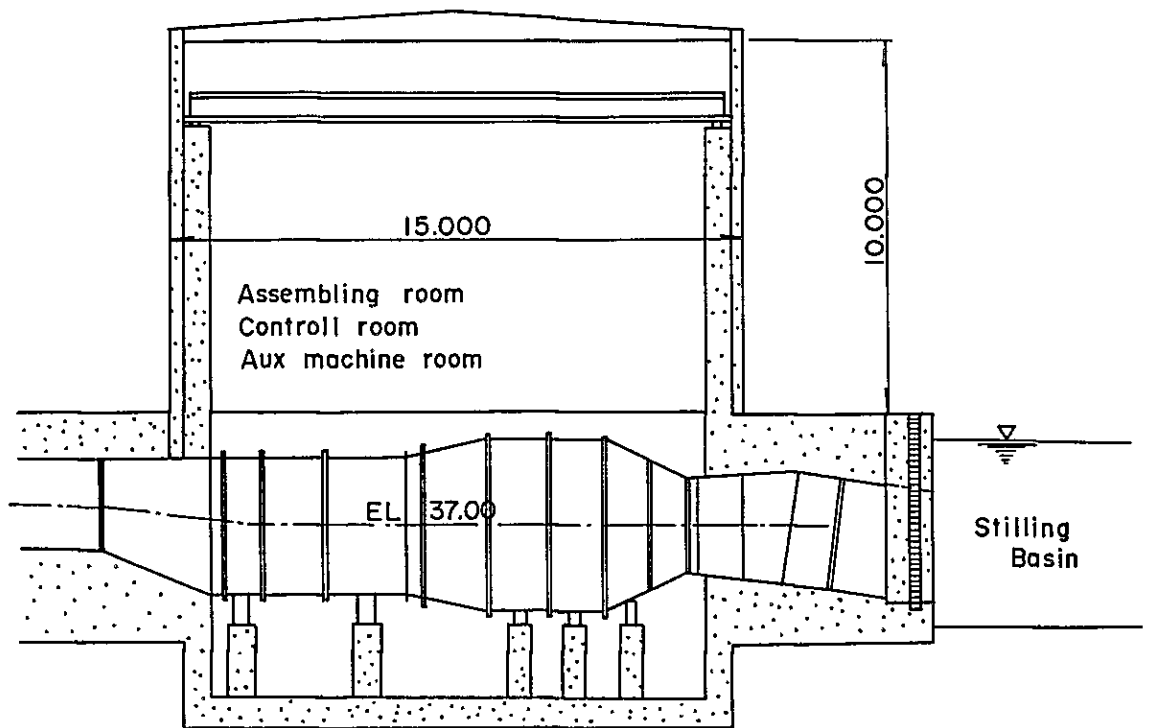 15.000
10.000
Assembling room
Controll room
Aux machine room
EL 37.00
Stilling
Basin